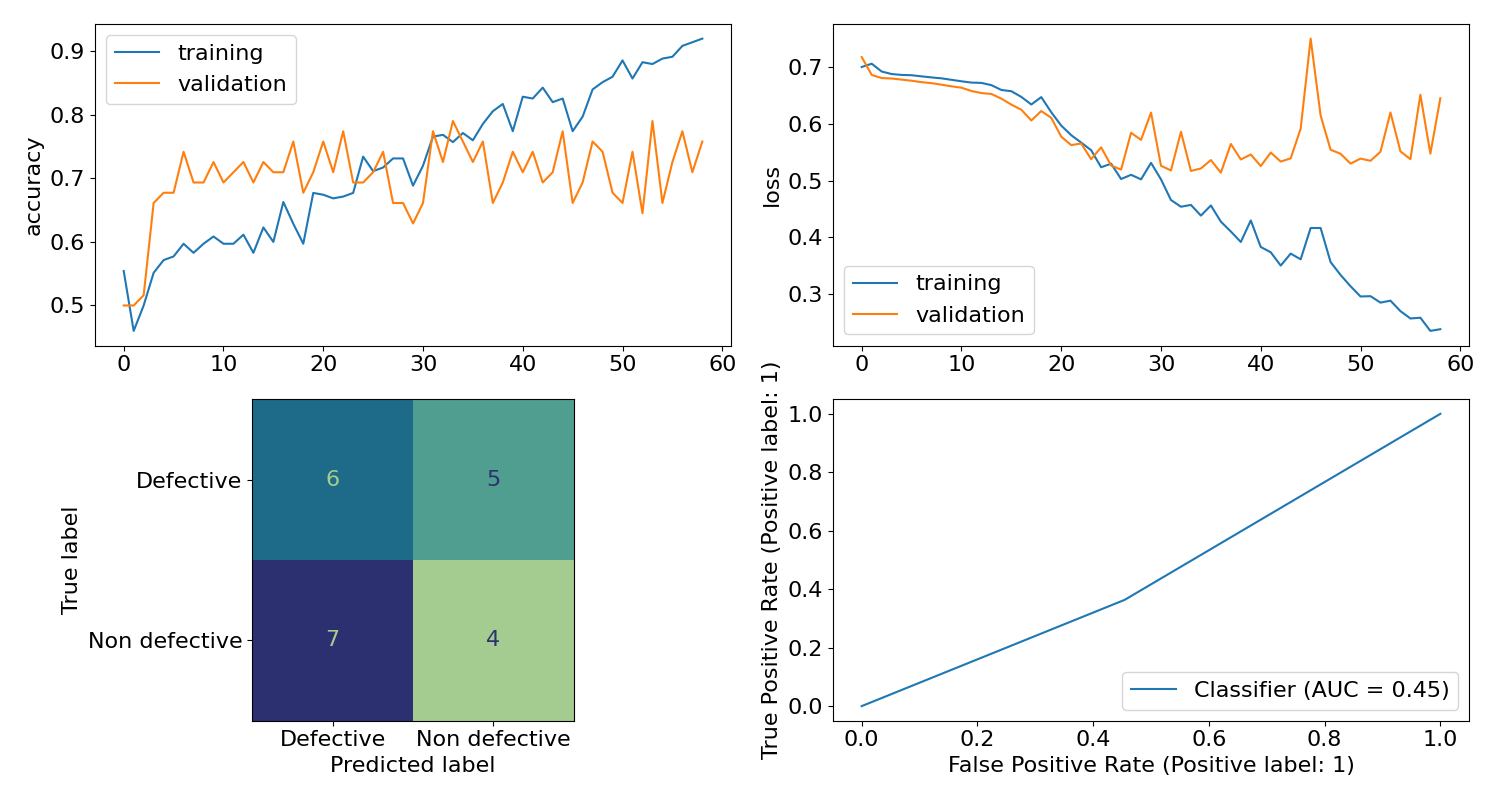 training
validation
0.9
0.8
0.7
0.6
0.5
accuracy
0 10 20 30 40 50 60
training
validation
0.7
0.6
0.5
0.4
0.3
loss
0 10 20 30 40 50 60
Defective
Non defective
True label
6 5
7 4
Defective Non defective
Predicted label
1.0
0.8
0.6
0.4
0.2
0.0
True Positive Rate (Positive label: 1)
Classifier (AUC = 0.45)
0.0 0.2 0.4 0.6 0.8 1.0
False Positive Rate (Positive label: 1)